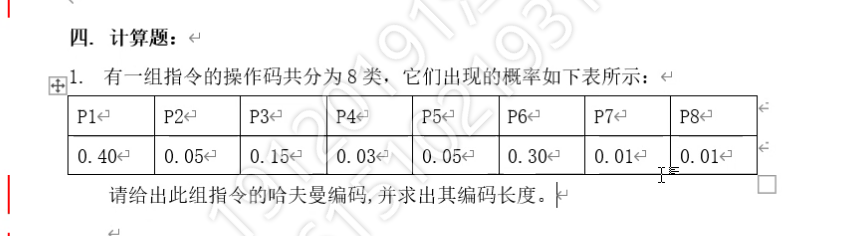 四. 计算题：
1. 有一组指令的操作码共分为8类，它们出现的概率如下表所示：
P1 P2 P3 P4 P5 P6 P7 P8
0.40 0.05 0.15 0.03 0.05 0.30 0.01 0.01
请给出此组指令的哈夫曼编码,并求出其编码长度。